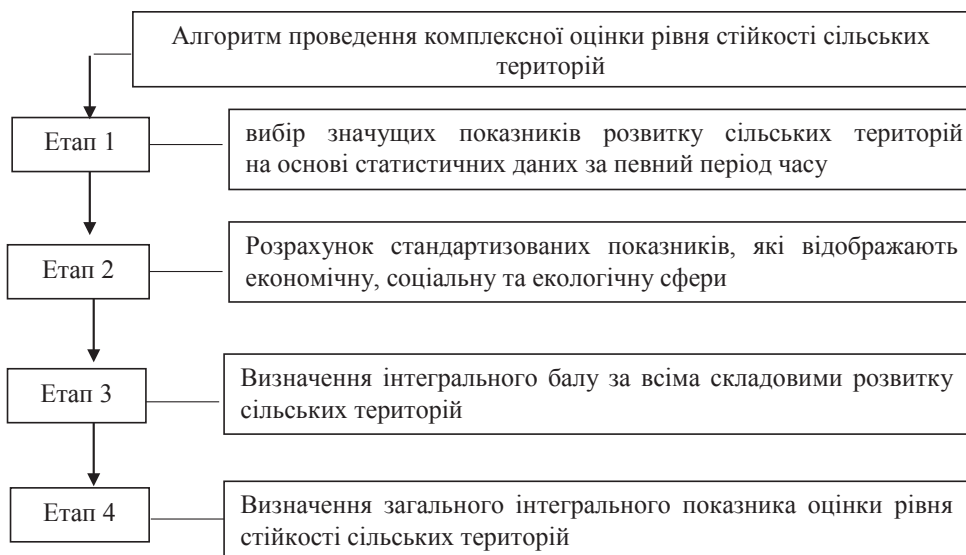 Алгоритм проведення комплексної оцінки рівня стійкості сільських
територій
Етап 1
вибір значущих показників розвитку сільських територій
на основі статистичних даних за певний період часу
Етап 2
Розрахунок стандартизованих показників, які відображають
економічну, соціальну та екологічну сфери
Етап 3
Визначення інтегрального балу за всіма складовими розвитку
сільських територій
Етап 4
Визначення загального інтегрального показника оцінки рівня
стійкості сільських територій